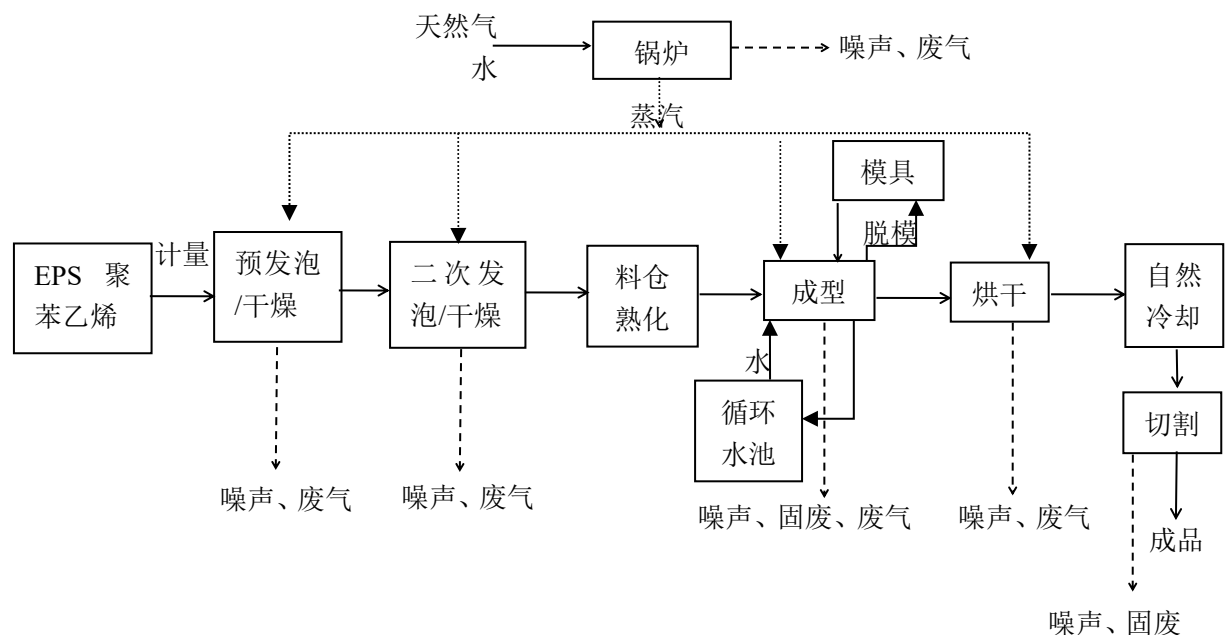 天然气
水
锅炉
噪声、废气
蒸汽
模具
脱模
EPS 聚
苯乙烯
计量
预发泡
/干燥
二次发
泡/干燥
料仓
熟化
成型
烘干
自然
冷却
水
循环
水池
切割
噪声、废气
噪声、废气
噪声、固废、废气
噪声、废气
成品
噪声、固废